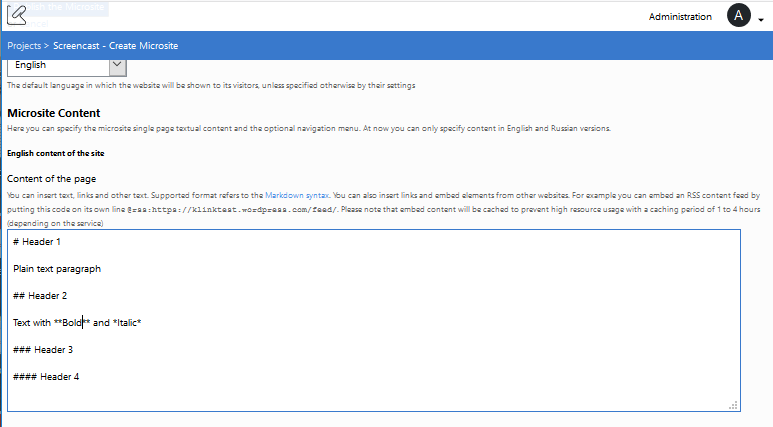 Publish the Microsite
Administration
A
Projects > Screencast - Create Microsite
English
The default language in which the website will be shown to its visitors, unless specified otherwise by their settings
Microsite Content
Here you can specify the microsite single page textual content and the optional navigation menu. At now you can only specify content in English and Russian versions.
English content of the site
Content of the page
You can insert text, links and other text. Supported format refers to the Markdown syntax. You can also insert links and embed elements from other websites. For example you can embed an RSS content feed by
putting this code on its own line @rss:https://klinktest.wordpress.com/feed/. Please note that embed content will be cached to prevent high resource usage with a caching period of 1 to 4 hours
(depending on the service)
# Header 1
Plain text paragraph
## Header 2
Text with **Bold** and *Italic*
### Header 3
#### Header 4